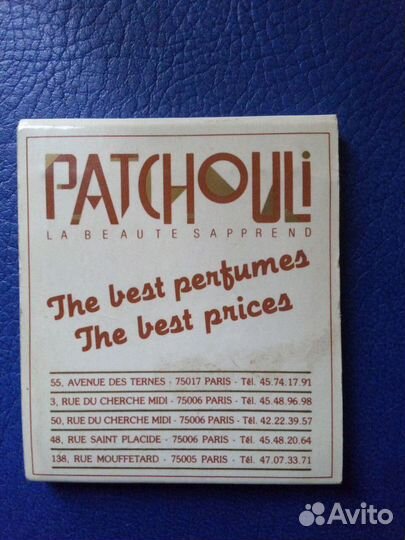 PATCHOULi
LA BEAUTE SAPPREND
The best perfumes
The best prices
55, AVENUE DES TERNES - 75017 PARIS - Tél. 45.74.17.91
3, RUE DU CHERCHE MIDI - 75006 PARIS - Tél. 45.48.96.98
50, RUE DU CHERCHE MIDI - 75006 PARIS - Tél. 42.22.39.57
48, RUE SAINT PLACIDE - 75006 PARIS - Tél. 45.48.20.64
138, RUE MOUFFETARD - 75005 PARIS - Tél. 47.07.33.71
Avito